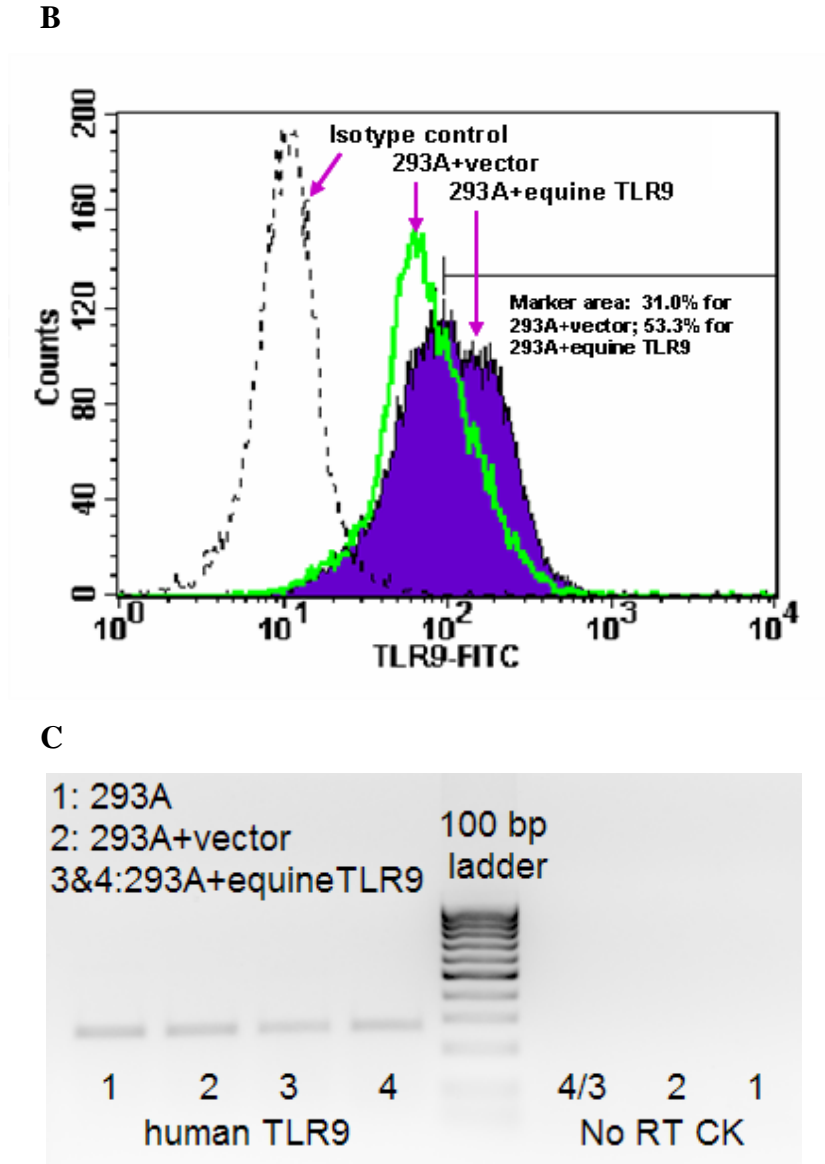 B
Isotype control
293A+vector
293A+equine TLR9
Marker area: 31.0% for
293A+vector; 53.3% for
293A+equine TLR9
Counts
200
160
120
80
40
0
10^0 10^1 10^2 10^3 10^4
TLR9-FITC
C
1: 293A
2: 293A+vector
3&4:293A+equineTLR9
100 bp
ladder
1 2 3 4 4/3 2 1
human TLR9 No RT CK